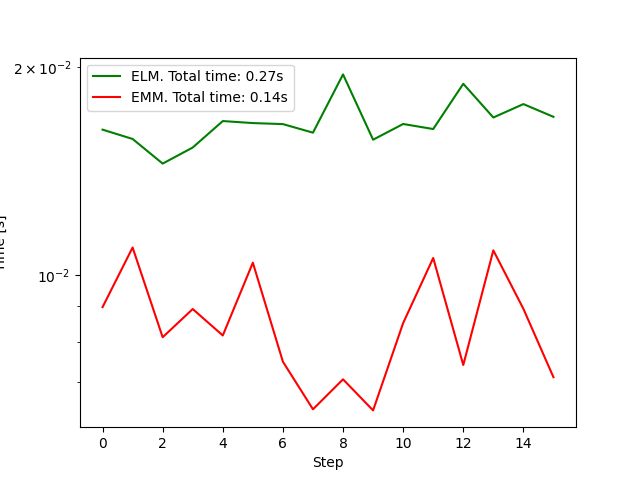 2 × 10⁻²
ELM. Total time: 0.27s
EMM. Total time: 0.14s
[s]
10⁻²
0 2 4 6 8 10 12 14
Step